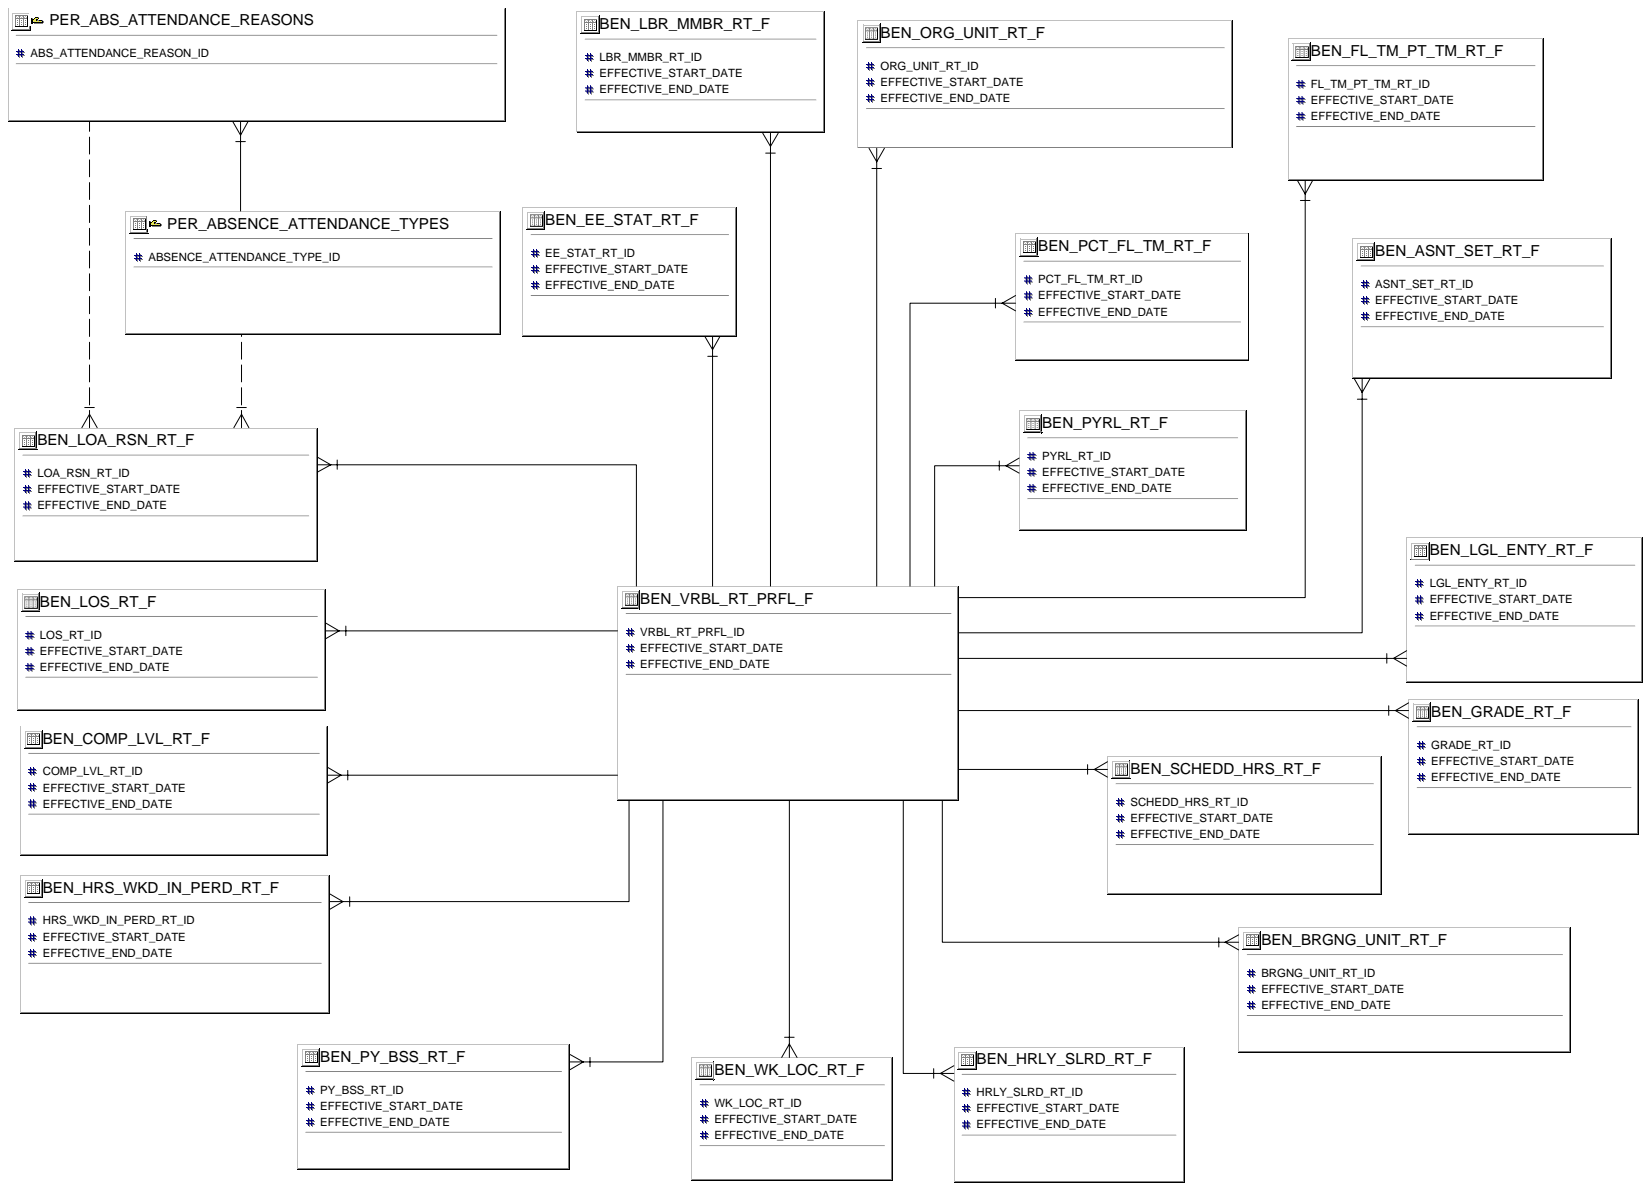 PER_ABS_ATTENDANCE_REASONS
ABS_ATTENDANCE_REASON_ID
BEN_LBR_MMBR_RT_F
LBR_MMBR_RT_ID
EFFECTIVE_START_DATE
EFFECTIVE_END_DATE
BEN_ORG_UNIT_RT_F
ORG_UNIT_RT_ID
EFFECTIVE_START_DATE
EFFECTIVE_END_DATE
BEN_FL_TM_PT_TM_RT_F
FL_TM_PT_TM_RT_ID
EFFECTIVE_START_DATE
EFFECTIVE_END_DATE
PER_ABSENCE_ATTENDANCE_TYPES
ABSENCE_ATTENDANCE_TYPE_ID
BEN_EE_STAT_RT_F
EE_STAT_RT_ID
EFFECTIVE_START_DATE
EFFECTIVE_END_DATE
BEN_PCT_FL_TM_RT_F
PCT_FL_TM_RT_ID
EFFECTIVE_START_DATE
EFFECTIVE_END_DATE
BEN_ASNT_SET_RT_F
ASNT_SET_RT_ID
EFFECTIVE_START_DATE
EFFECTIVE_END_DATE
BEN_LOA_RSN_RT_F
LOA_RSN_RT_ID
EFFECTIVE_START_DATE
EFFECTIVE_END_DATE
BEN_PYRL_RT_F
PYRL_RT_ID
EFFECTIVE_START_DATE
EFFECTIVE_END_DATE
BEN_LGL_ENTY_RT_F
LGL_ENTY_RT_ID
EFFECTIVE_START_DATE
EFFECTIVE_END_DATE
BEN_LOS_RT_F
LOS_RT_ID
EFFECTIVE_START_DATE
EFFECTIVE_END_DATE
BEN_VRBL_RT_PRFL_F
VRBL_RT_PRFL_ID
EFFECTIVE_START_DATE
EFFECTIVE_END_DATE
BEN_GRADE_RT_F
GRADE_RT_ID
EFFECTIVE_START_DATE
EFFECTIVE_END_DATE
BEN_COMP_LVL_RT_F
COMP_LVL_RT_ID
EFFECTIVE_START_DATE
EFFECTIVE_END_DATE
BEN_SCHEDD_HRS_RT_F
SCHEDD_HRS_RT_ID
EFFECTIVE_START_DATE
EFFECTIVE_END_DATE
BEN_HRS_WKD_IN_PERD_RT_F
HRS_WKD_IN_PERD_RT_ID
EFFECTIVE_START_DATE
EFFECTIVE_END_DATE
BEN_BRGNG_UNIT_RT_F
BRGNG_UNIT_RT_ID
EFFECTIVE_START_DATE
EFFECTIVE_END_DATE
BEN_PY_BSS_RT_F
PY_BSS_RT_ID
EFFECTIVE_START_DATE
EFFECTIVE_END_DATE
BEN_WK_LOC_RT_F
WK_LOC_RT_ID
EFFECTIVE_START_DATE
EFFECTIVE_END_DATE
BEN_HRLY_SLRD_RT_F
HRLY_SLRD_RT_ID
EFFECTIVE_START_DATE
EFFECTIVE_END_DATE